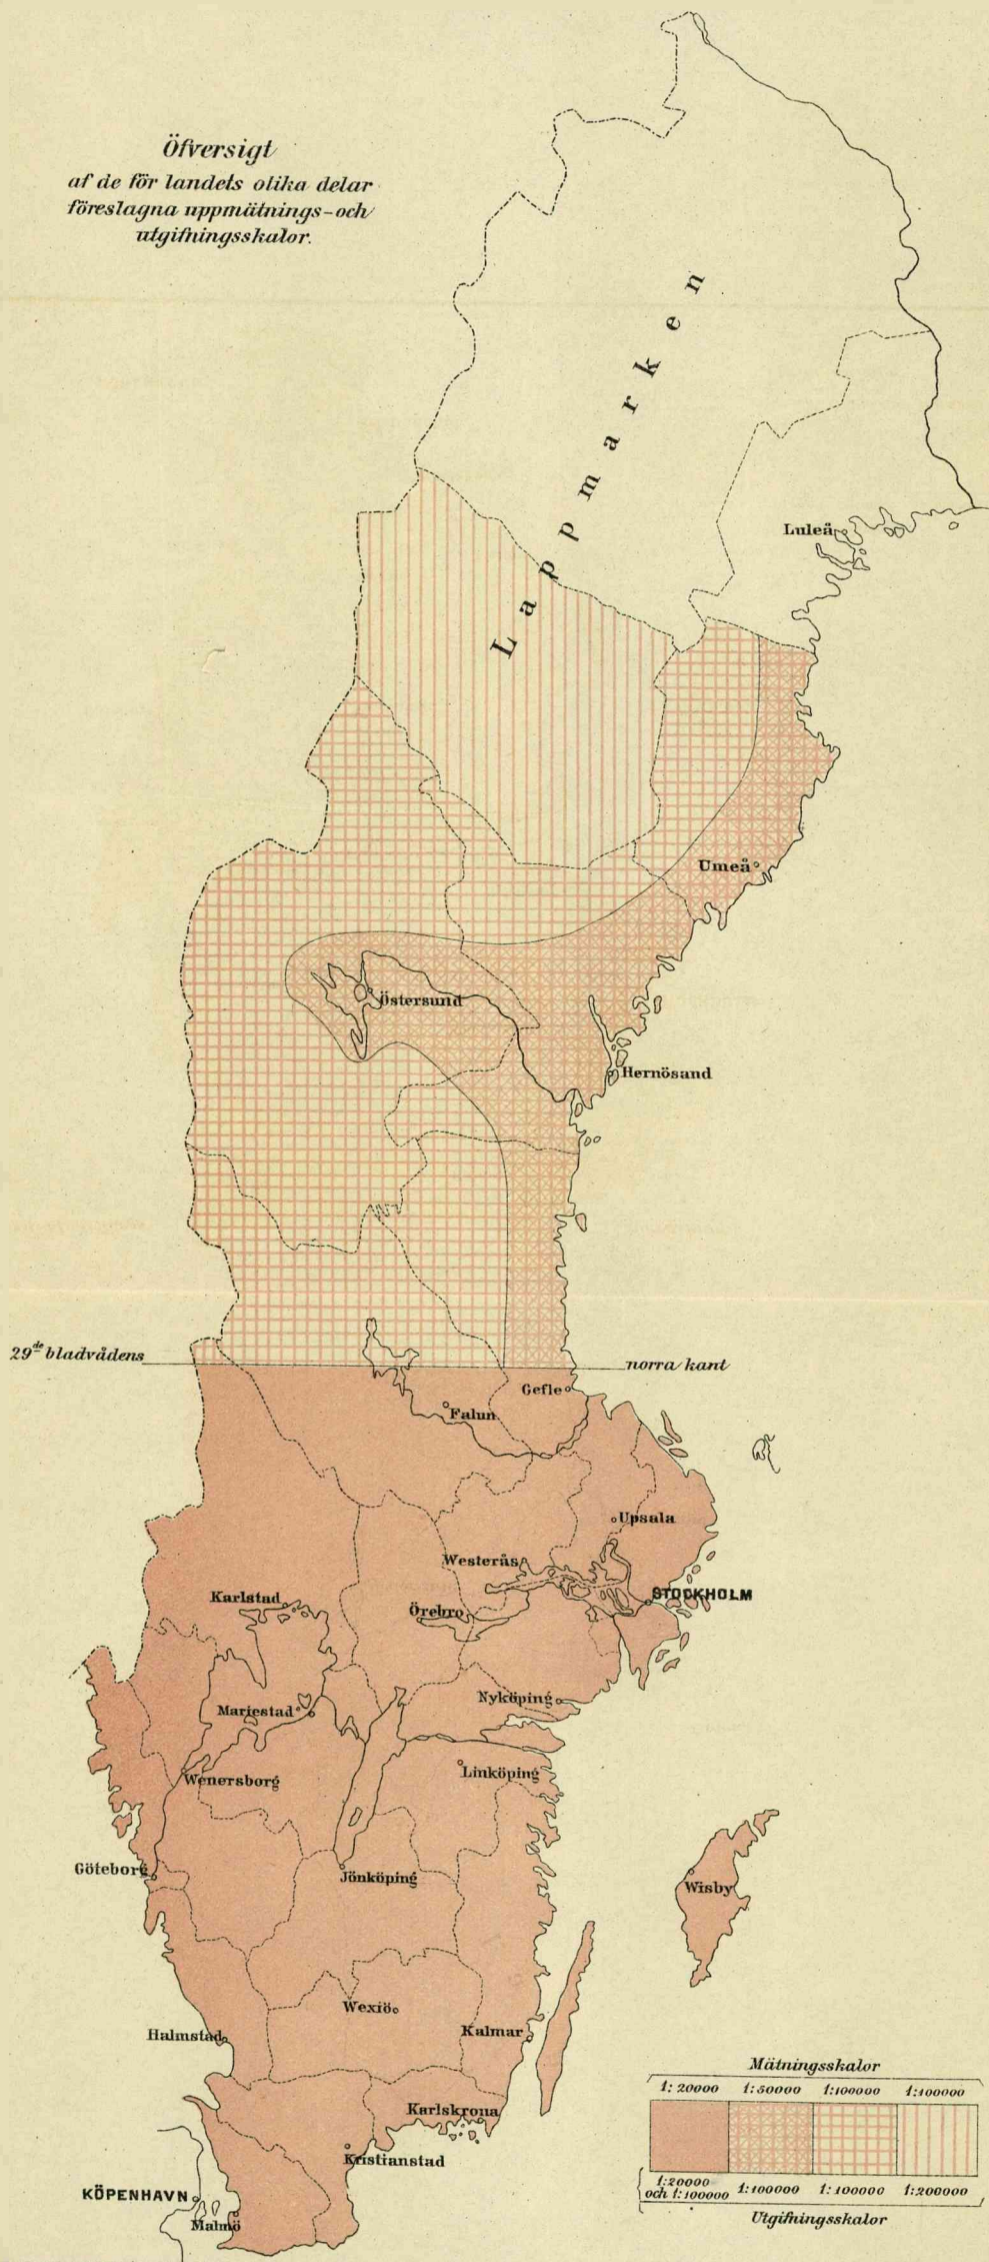 Öfversigt
af de för landets olika delar
föreslagna uppmätnings- och
utgifningsskalor.
Lappmarken
Luleå
Umeå
Östersund
Hernösand
29de bladvådens
norra kant
Gefle
Falun
Upsala
Westerås
STOCKHOLM
Karlstad
Örebro
Nyköping
Mariestad
Linköping
Wenersborg
Göteborg
Jönköping
Wisby
Wexiö
Halmstad
Kalmar
Karlskrona
Kristianstad
KÖPENHAVN
Malmö
Mätningsskalor
1:20000 1:50000 1:100000 1:100000
1:20000
och 1:100000 1:100000 1:100000 1:200000
Utgifningsskalor